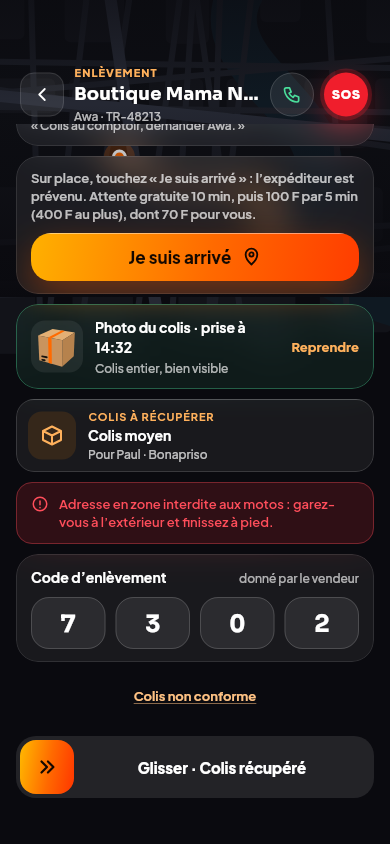 ENLÈVEMENT
Boutique Mama N...
SOS
Awa · TR-48213
« Colis au comptoir, demander Awa. »
Sur place, touchez « Je suis arrivé » : l'expéditeur est
prévenu. Attente gratuite 10 min, puis 100 F par 5 min
(400 F au plus), dont 70 F pour vous.
Je suis arrivé
Photo du colis · prise à
14:32
Reprendre
Colis entier, bien visible
COLIS À RÉCUPÉRER
Colis moyen
Pour Paul · Bonapriso
Adresse en zone interdite aux motos : garez-
vous à l'extérieur et finissez à pied.
Code d'enlèvement
donné par le vendeur
7 3 0 2
Colis non conforme
Glisser · Colis récupéré